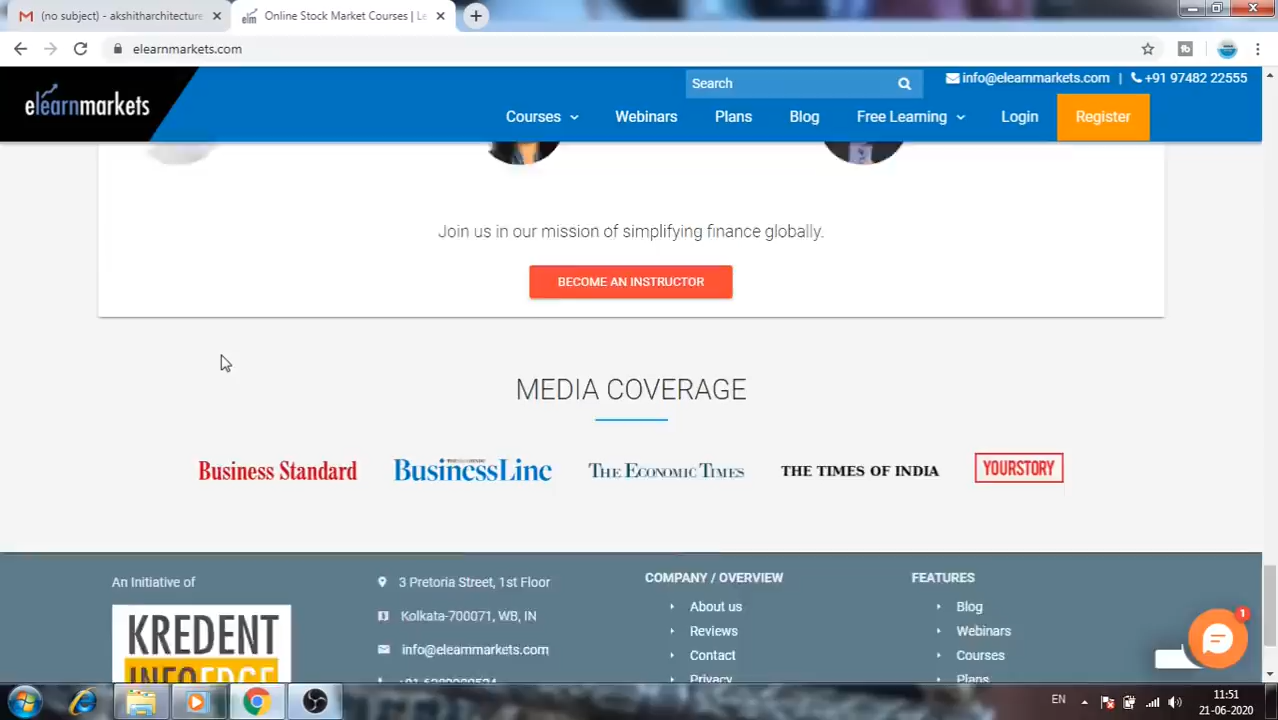 (no subject) - akshitharchitecture
Online Stock Market Courses | Le
elearnmarkets.com
elearnmarkets
Search
info@elearnmarkets.com | +91 97482 22555
Courses
Webinars
Plans
Blog
Free Learning
Login
Register
Join us in our mission of simplifying finance globally.
BECOME AN INSTRUCTOR
MEDIA COVERAGE
Business Standard
BusinessLine
THE ECONOMIC TIMES
THE TIMES OF INDIA
YOURSTORY
An Initiative of
KREDENT
INFOEDGE
3 Pretoria Street, 1st Floor
Kolkata-700071, WB, IN
info@elearnmarkets.com
COMPANY / OVERVIEW
About us
Reviews
Contact
Privacy
FEATURES
Blog
Webinars
Courses
Plans
1
EN
11:51
21-06-2020